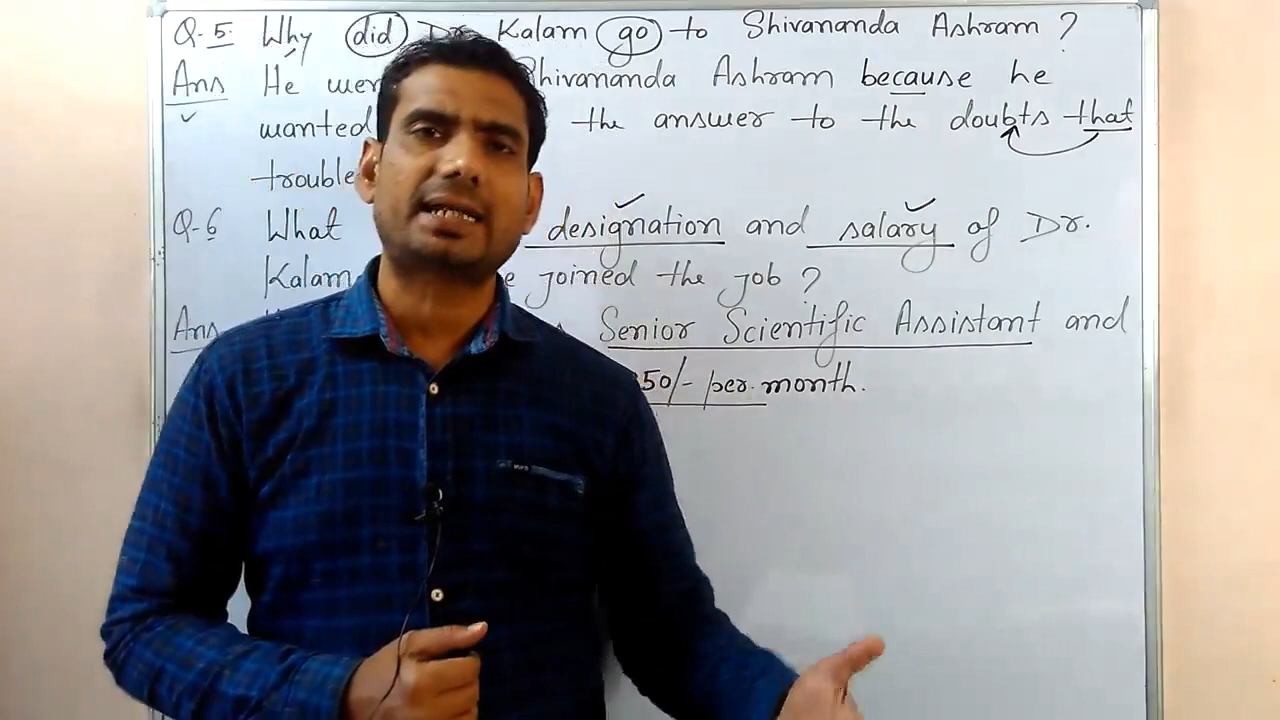 Q-5. Why did Dr. Kalam go to Shivananda Ashram ?
Ans He Shivananda Ashram because he
wanted the answer to the doubts that
trouble
Q-6 What designation and salary of Dr.
Kalam joined the job ?
Ans Senior Scientific Assistant and
50/- per month.